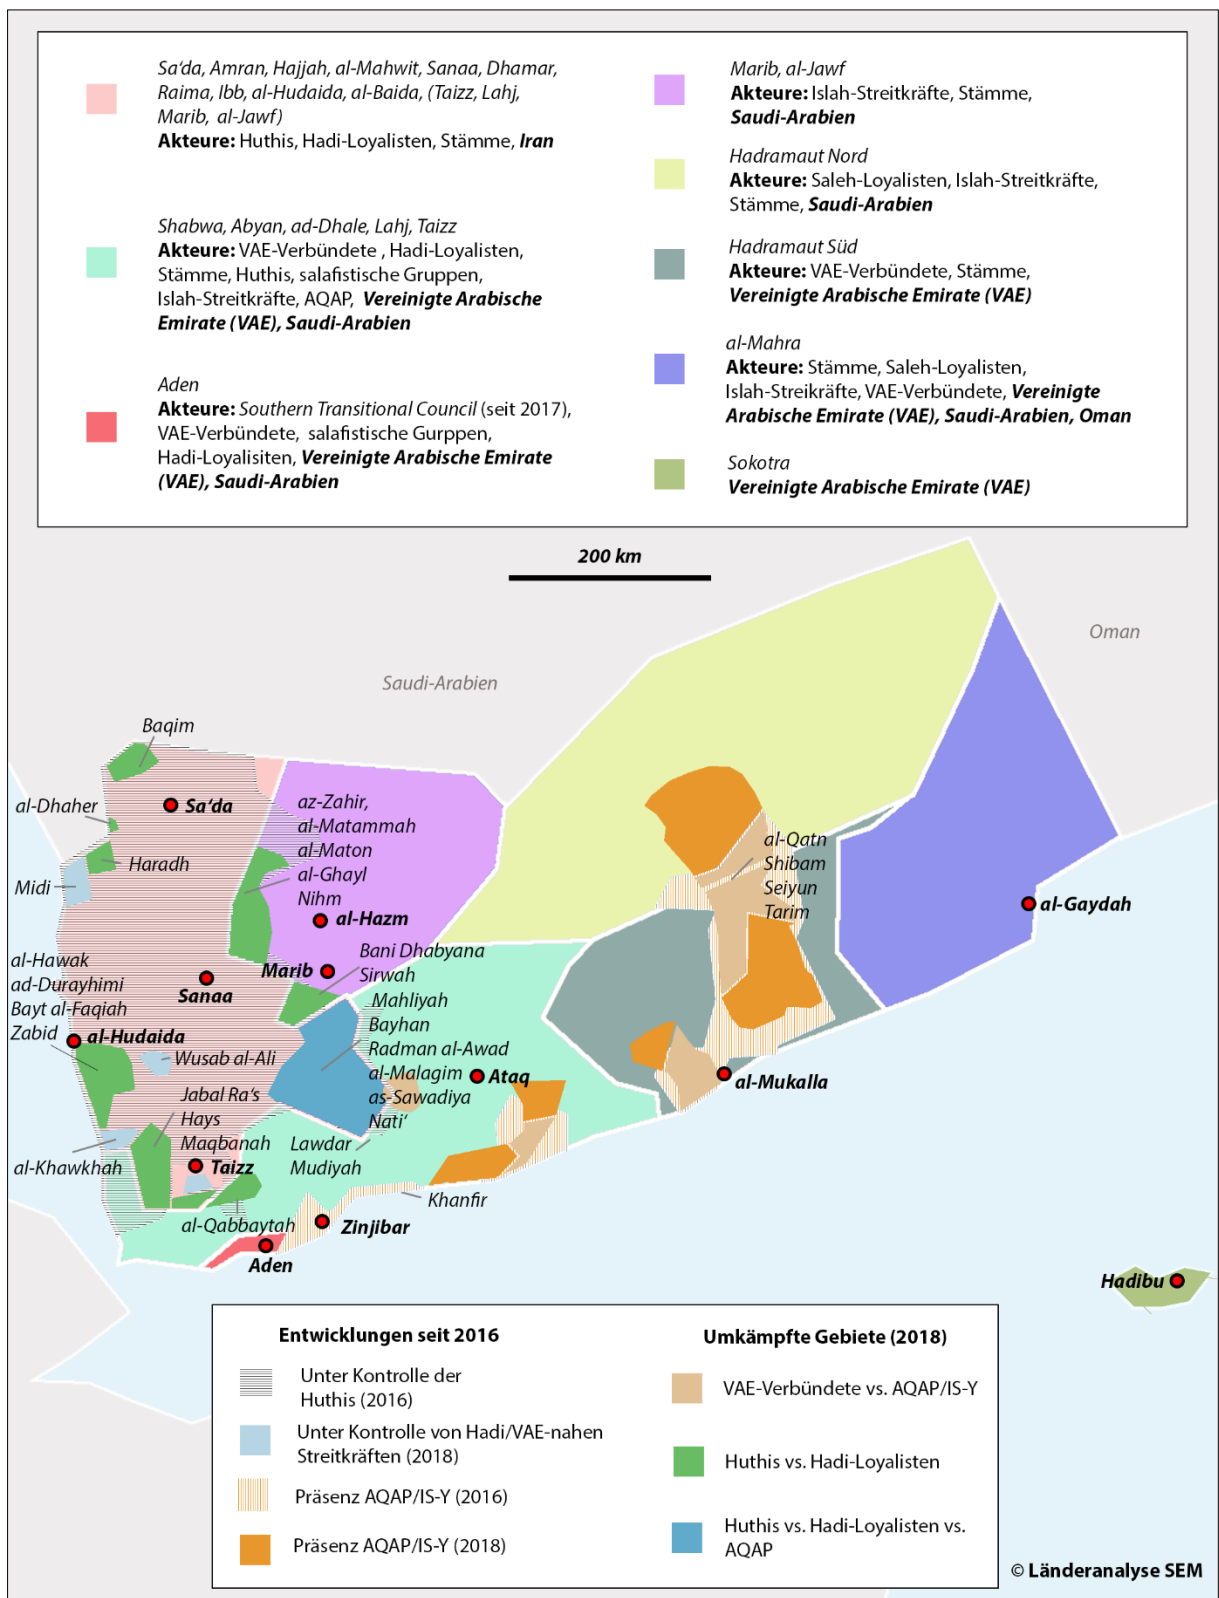 Sa‘da, Amran, Hajjah, al-Mahwit, Sanaa, Dhamar,
Raima, Ibb, al-Hudaida, al-Baida, (Taizz, Lahj,
Marib, al-Jawf)
Akteure: Huthis, Hadi-Loyalisten, Stämme, Iran
Shabwa, Abyan, ad-Dhale, Lahj, Taizz
Akteure: VAE-Verbündete , Hadi-Loyalisten,
Stämme, Huthis, salafistische Gruppen,
Islah-Streitkräfte, AQAP, Vereinigte Arabische
Emirate (VAE), Saudi-Arabien
Aden
Akteure: Southern Transitional Council (seit 2017),
VAE-Verbündete, salafistische Gurppen,
Hadi-Loyalisiten, Vereinigte Arabische Emirate
(VAE), Saudi-Arabien
Marib, al-Jawf
Akteure: Islah-Streitkräfte, Stämme,
Saudi-Arabien
Hadramaut Nord
Akteure: Saleh-Loyalisten, Islah-Streitkräfte,
Stämme, Saudi-Arabien
Hadramaut Süd
Akteure: VAE-Verbündete, Stämme,
Vereinigte Arabische Emirate (VAE)
al-Mahra
Akteure: Stämme, Saleh-Loyalisten,
Islah-Streikräfte, VAE-Verbündete, Vereinigte
Arabische Emirate (VAE), Saudi-Arabien, Oman
Sokotra
Vereinigte Arabische Emirate (VAE)
200 km
Oman
Saudi-Arabien
Baqim
al-Dhaher
Sa‘da
Haradh
Midi
az-Zahir,
al-Matammah
al-Maton
al-Ghayl
Nihm
al-Hazm
al-Qatn
Shibam
Seiyun
Tarim
al-Gaydah
al-Hawak
ad-Durayhimi
Bayt al-Faqiah
Zabid
Sanaa
Marib
Bani Dhabyana
Sirwah
Mahliyah
Bayhan
Radman al-Awad
al-Malagim
as-Sawadiya
Nati’
al-Hudaida
Wusab al-Ali
Ataq
al-Mukalla
Jabal Ra‘s
Hays
Maqbanah
al-Khawkhah
Taizz
Lawdar
Mudiyah
Khanfir
al-Qabbaytah
Zinjibar
Aden
Hadibu
Entwicklungen seit 2016
Unter Kontrolle der
Huthis (2016)
Unter Kontrolle von Hadi/VAE-nahen
Streitkräften (2018)
Präsenz AQAP/IS-Y (2016)
Präsenz AQAP/IS-Y (2018)
Umkämpfte Gebiete (2018)
VAE-Verbündete vs. AQAP/IS-Y
Huthis vs. Hadi-Loyalisten
Huthis vs. Hadi-Loyalisten vs.
AQAP
© Länderanalyse SEM